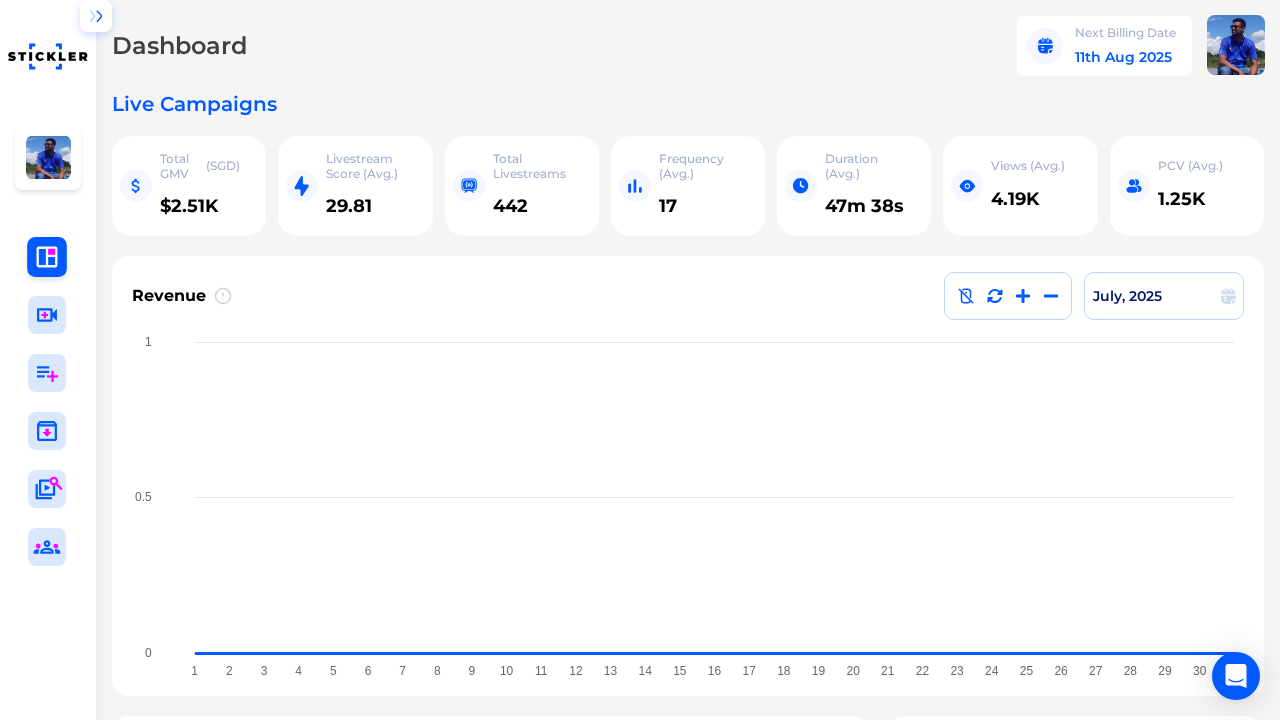 STICKLER
Dashboard
Next Billing Date
11th Aug 2025
Live Campaigns
Total GMV (SGD)
$2.51K
Livestream
Score (Avg.)
29.81
Total
Livestreams
442
Frequency
(Avg.)
17
Duration
(Avg.)
47m 38s
Views (Avg.)
4.19K
PCV (Avg.)
1.25K
Revenue
July, 2025
1
0.5
0
1 2 3 4 5 6 7 8 9 10 11 12 13 14 15 16 17 18 19 20 21 22 23 24 25 26 27 28 29 30